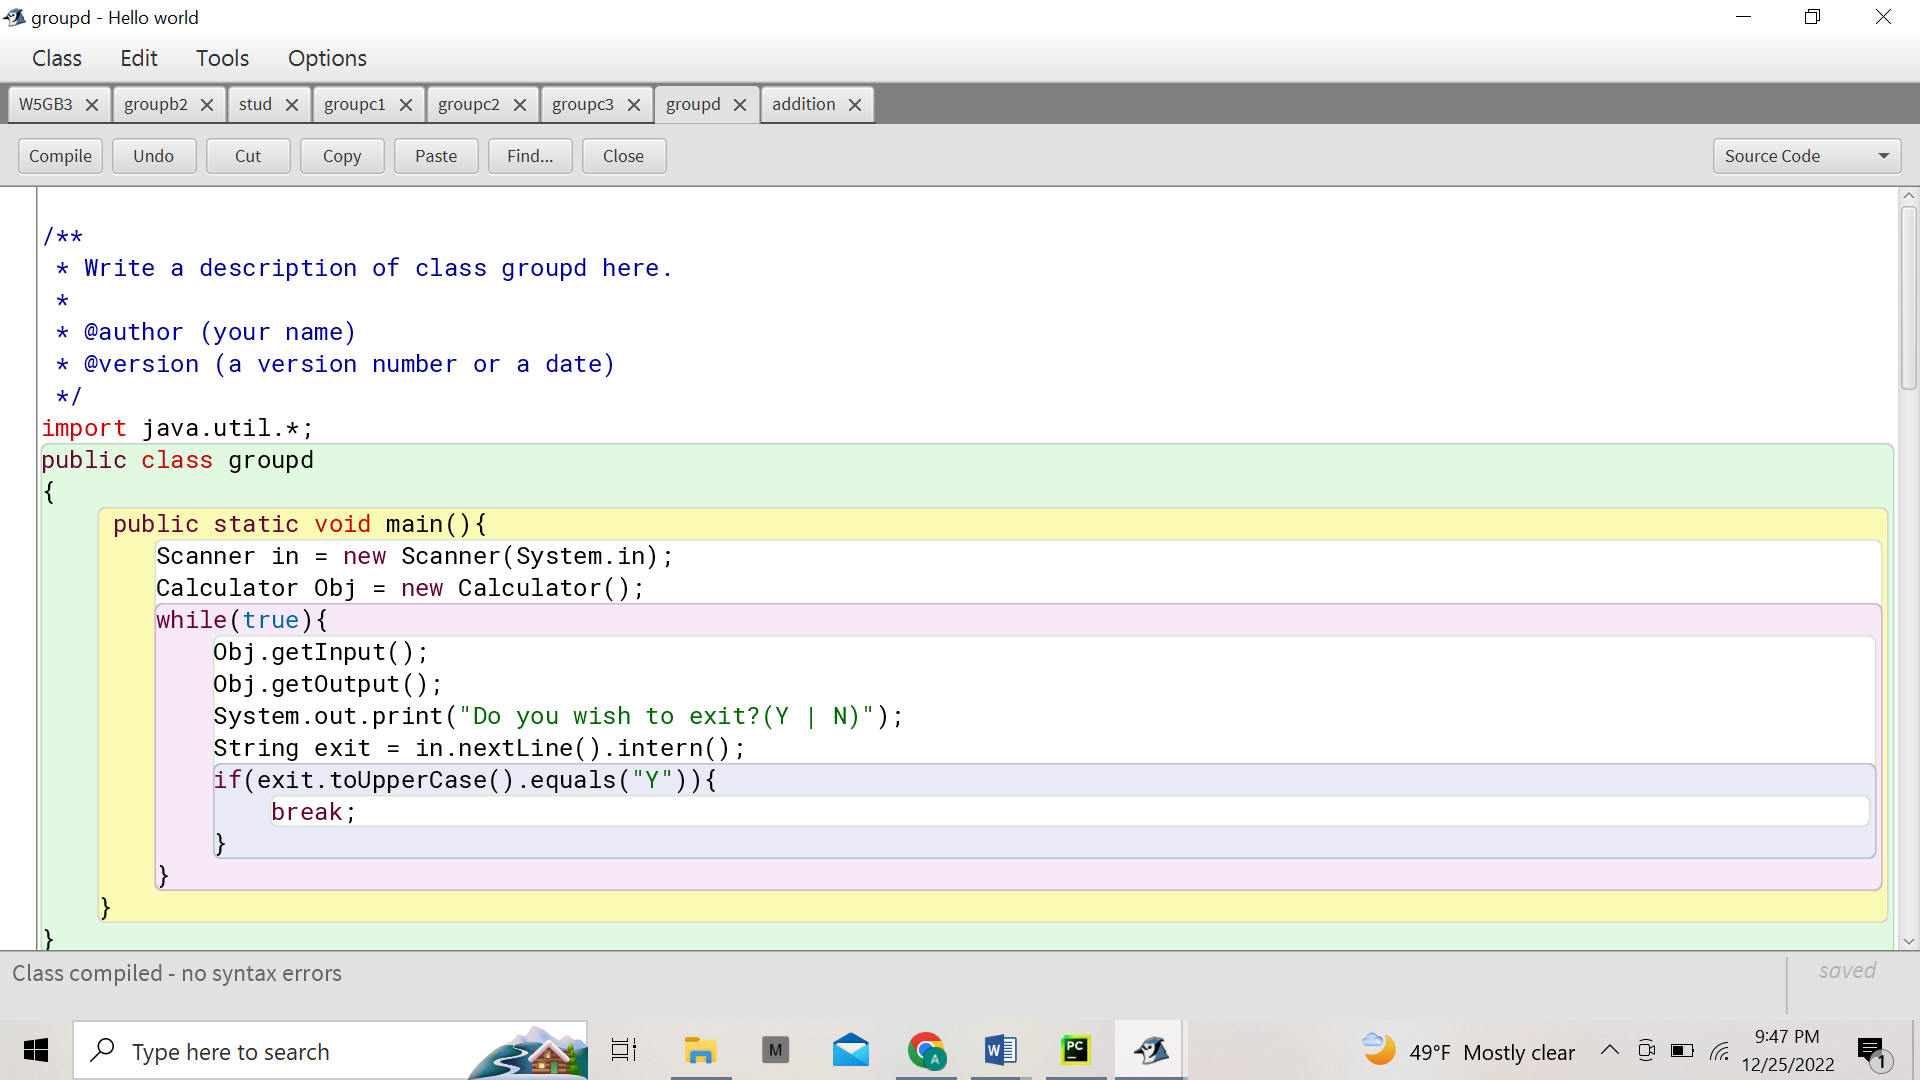 groupd - Hello world
Class Edit Tools Options
W5GB3 groupb2 stud groupc1 groupc2 groupc3 groupd addition
Compile Undo Cut Copy Paste Find... Close Source Code
/**
 * Write a description of class groupd here.
 *
 * @author (your name)
 * @version (a version number or a date)
 */
import java.util.*;
public class groupd
{
public static void main(){
Scanner in = new Scanner(System.in);
Calculator Obj = new Calculator();
while(true){
Obj.getInput();
Obj.getOutput();
System.out.print("Do you wish to exit?(Y | N)");
String exit = in.nextLine().intern();
if(exit.toUpperCase().equals("Y")){
break;
}
}
}
}
Class compiled - no syntax errors
saved
Type here to search
M
A
W
PC
49°F Mostly clear
9:47 PM
12/25/2022
1